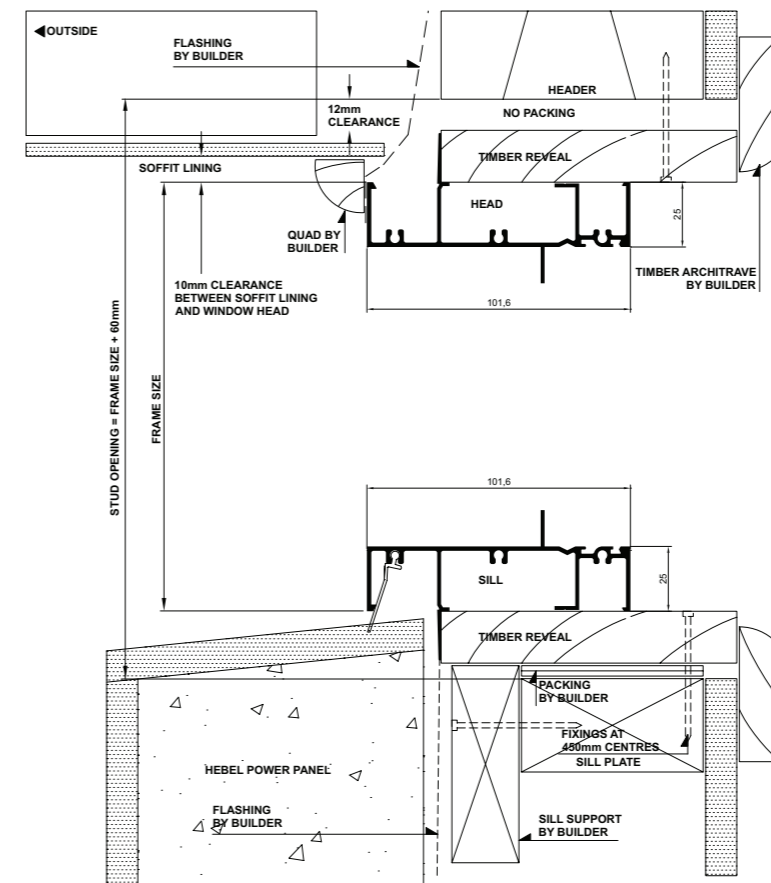 OUTSIDE
FLASHING
BY BUILDER
HEADER
12mm
CLEARANCE
NO PACKING
TIMBER REVEAL
SOFFIT LINING
HEAD
25
QUAD BY
BUILDER
10mm CLEARANCE
BETWEEN SOFFIT LINING
AND WINDOW HEAD
TIMBER ARCHITRAVE
BY BUILDER
101,6
STUD OPENING = FRAME SIZE + 60mm
FRAME SIZE
101,6
SILL
25
TIMBER REVEAL
PACKING
BY BUILDER
FIXINGS AT
450mm CENTRES
SILL PLATE
HEBEL POWER PANEL
FLASHING
BY BUILDER
SILL SUPPORT
BY BUILDER